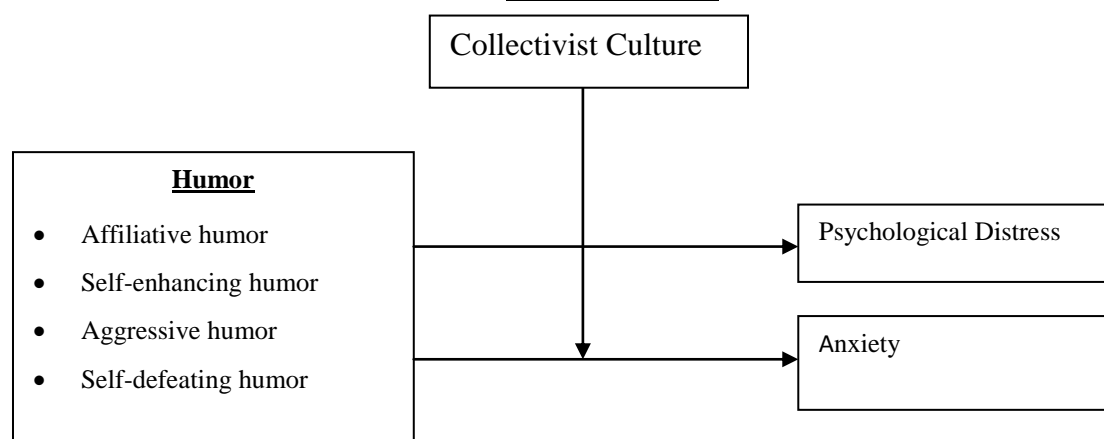 Collectivist Culture
Humor
• Affiliative humor
• Self-enhancing humor
• Aggressive humor
• Self-defeating humor
Psychological Distress
Anxiety